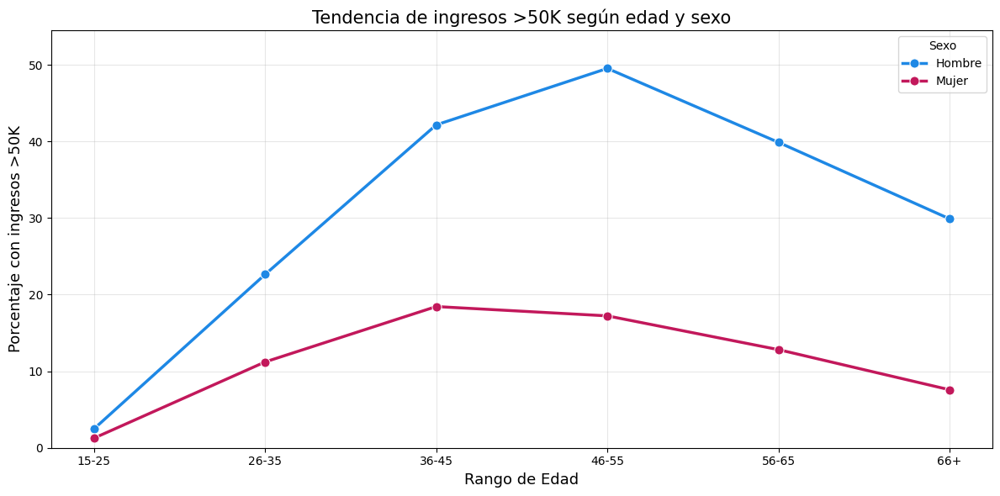 Tendencia de ingresos >50K según edad y sexo
Porcentaje con ingresos >50K
50
40
30
20
10
0
Sexo
Hombre
Mujer
15-25
26-35
36-45
46-55
56-65
66+
Rango de Edad